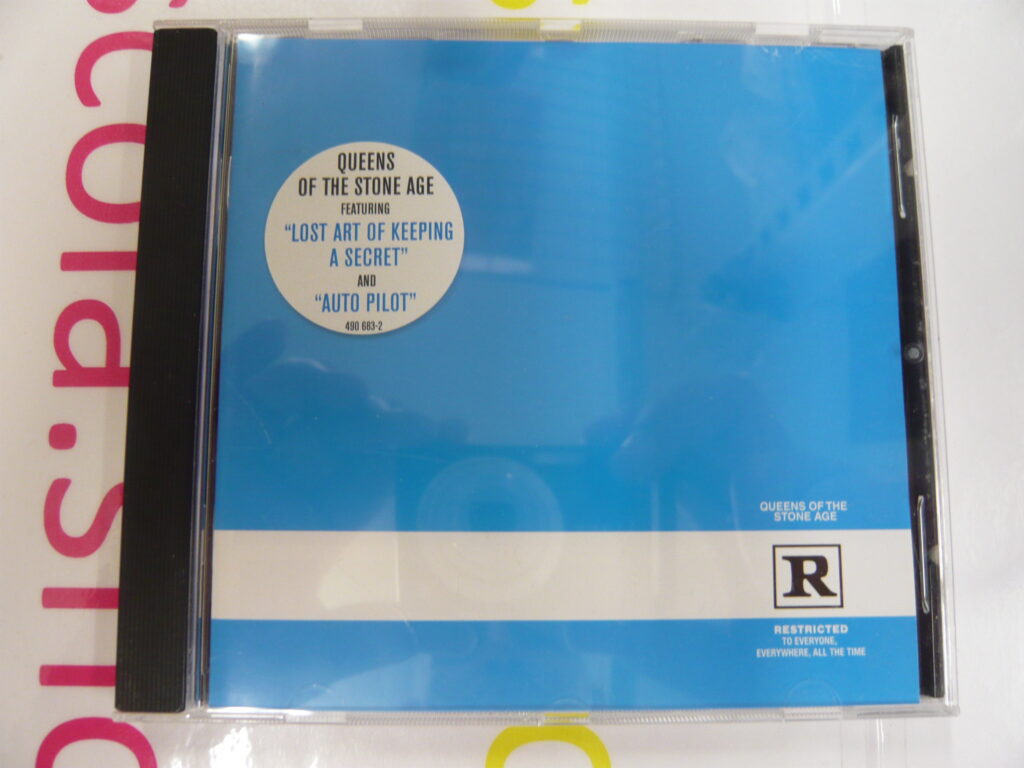 QUEENS
OF THE STONE AGE
FEATURING
“LOST ART OF KEEPING
A SECRET”
AND
“AUTO PILOT”
490 683-2
QUEENS OF THE
STONE AGE
R
RESTRICTED
TO EVERYONE,
EVERYWHERE, ALL THE TIME